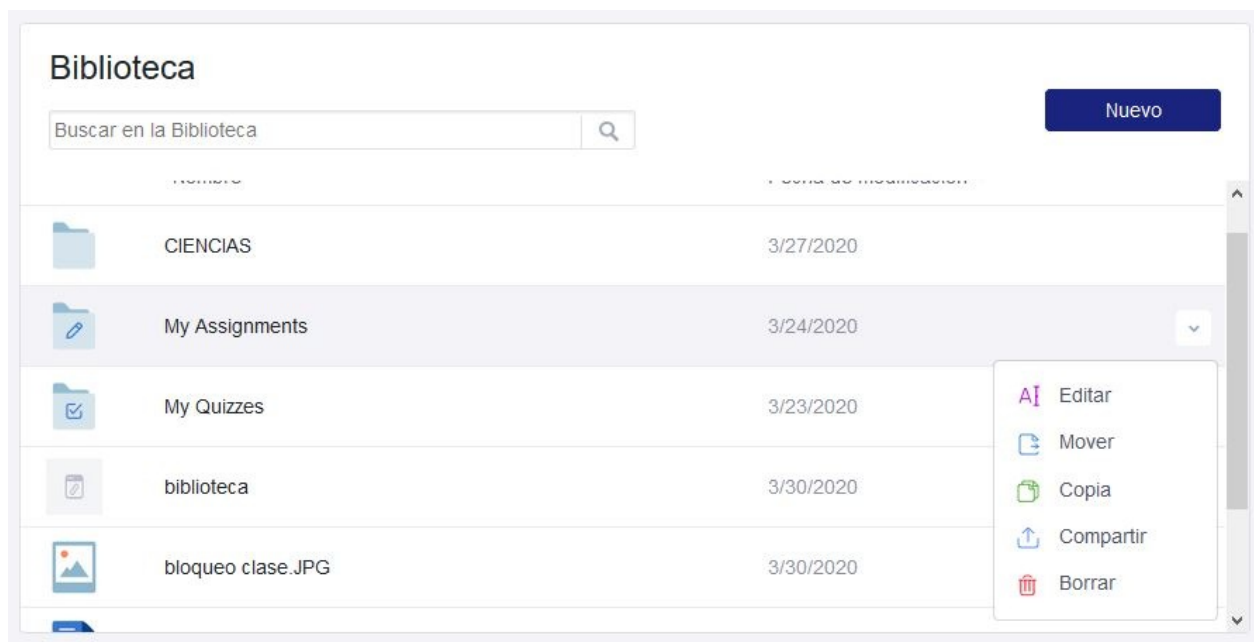 Biblioteca
Nuevo
Buscar en la Biblioteca
CIENCIAS 3/27/2020
My Assignments 3/24/2020
My Quizzes 3/23/2020
biblioteca 3/30/2020
bloqueo clase.JPG 3/30/2020
Editar
Mover
Copia
Compartir
Borrar